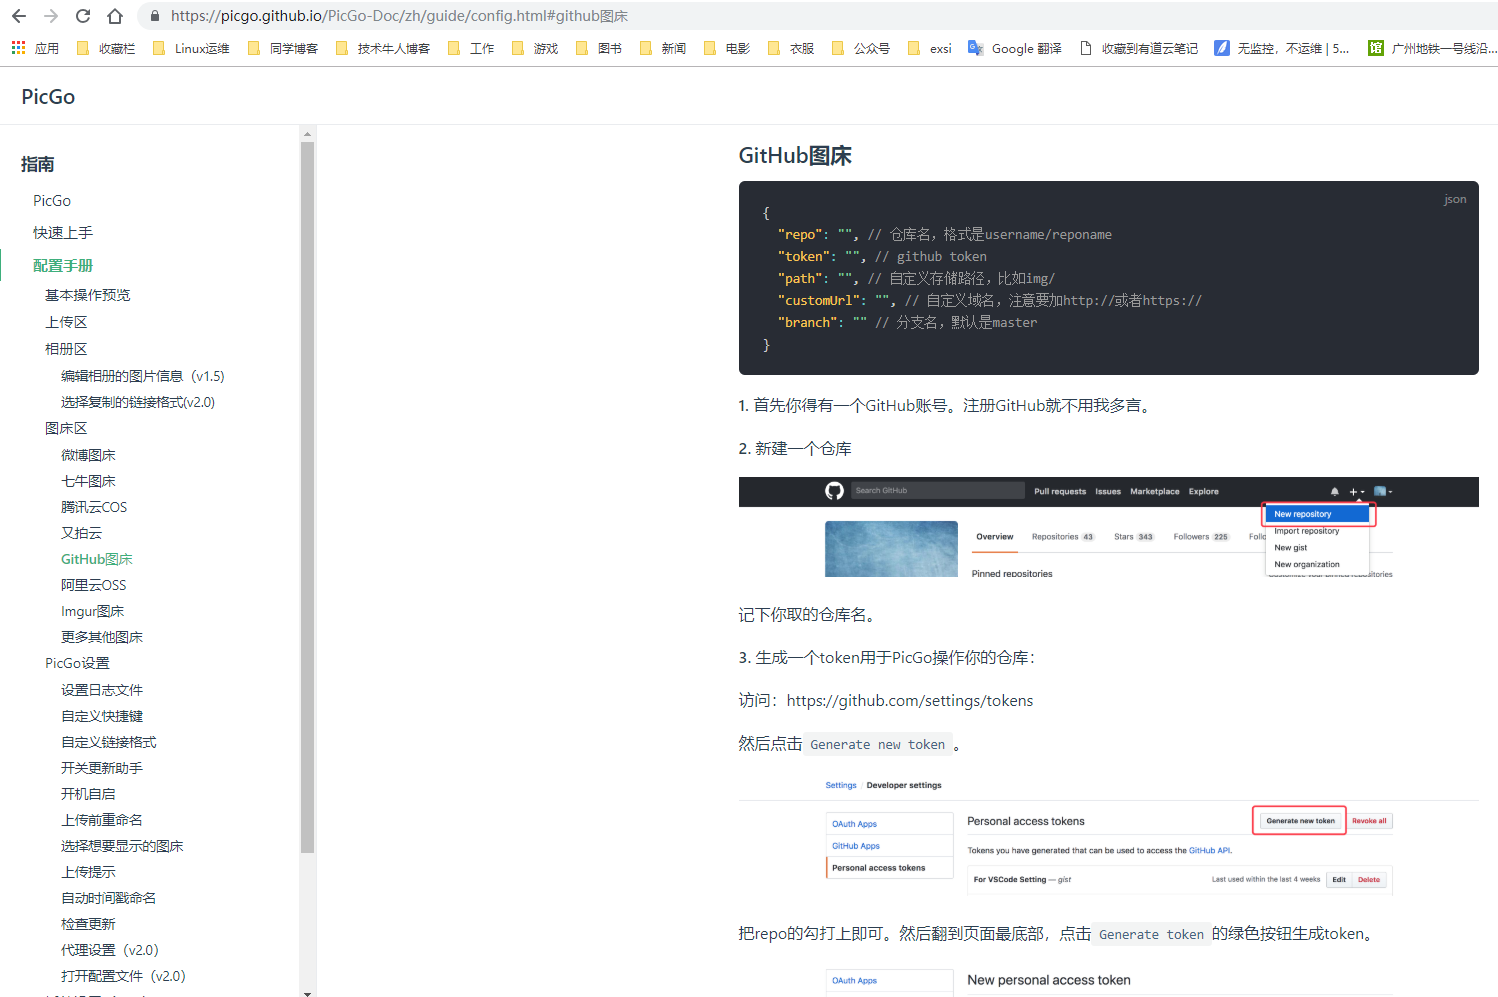 https://picgo.github.io/PicGo-Doc/zh/guide/config.html#github图床
应用 收藏栏 Linux运维 同学博客 技术牛人博客 工作 游戏 图书 新闻 电影 衣服 公众号 exsi Google 翻译 收藏到有道云笔记 无监控，不运维 | 5... 馆 广州地铁一号线沿...
PicGo
指南
PicGo
快速上手
配置手册
基本操作预览
上传区
相册区
编辑相册的图片信息（v1.5）
选择复制的链接格式(v2.0)
图床区
微博图床
七牛图床
腾讯云COS
又拍云
GitHub图床
阿里云OSS
Imgur图床
更多其他图床
PicGo设置
设置日志文件
自定义快捷键
自定义链接格式
开关更新助手
开机自启
上传前重命名
选择想要显示的图床
上传提示
自动时间戳命名
检查更新
代理设置（v2.0）
打开配置文件（v2.0）
GitHub图床
json
{
"repo": "", // 仓库名，格式是username/reponame
"token": "", // github token
"path": "", // 自定义存储路径，比如img/
"customUrl": "", // 自定义域名，注意要加http://或者https://
"branch": "" // 分支名，默认是master
}
1. 首先你得有一个GitHub账号。注册GitHub就不用我多言。
2. 新建一个仓库
Search GitHub Pull requests Issues Marketplace Explore
New repository
Import repository
New gist
New organization
Overview Repositories 43 Stars 343 Followers 225 Follo
Pinned repositories
Customize your pinned repositories
记下你取的仓库名。
3. 生成一个token用于PicGo操作你的仓库：
访问：https://github.com/settings/tokens
然后点击 Generate new token 。
Settings / Developer settings
OAuth Apps
GitHub Apps
Personal access tokens
Personal access tokens Generate new token Revoke all
Tokens you have generated that can be used to access the GitHub API.
For VSCode Setting — gist Last used within the last 4 weeks Edit Delete
把repo的勾打上即可。然后翻到页面最底部，点击 Generate token 的绿色按钮生成token。
OAuth Apps
New personal access token